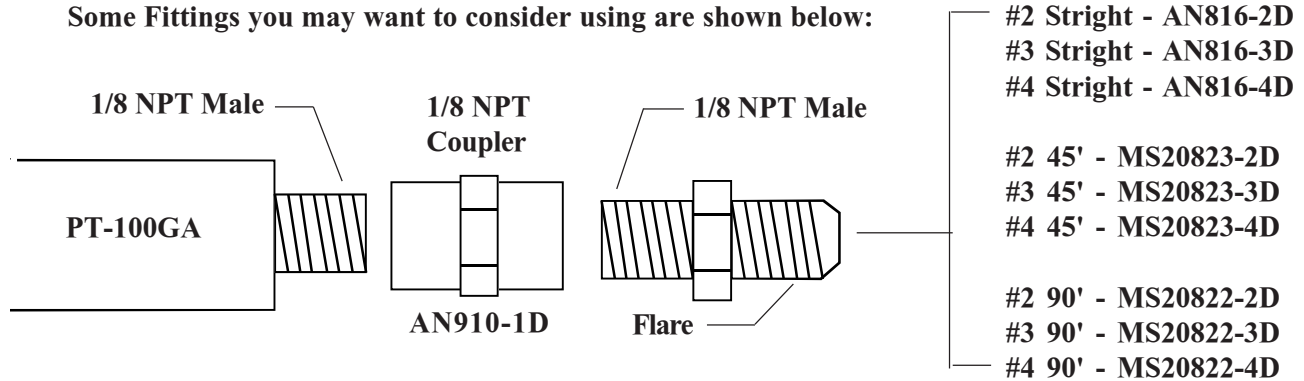 Some Fittings you may want to consider using are shown below:
1/8 NPT Male
1/8 NPT
Coupler
1/8 NPT Male
PT-100GA
AN910-1D
Flare
#2 Stright - AN816-2D
#3 Stright - AN816-3D
#4 Stright - AN816-4D
#2 45' - MS20823-2D
#3 45' - MS20823-3D
#4 45' - MS20823-4D
#2 90' - MS20822-2D
#3 90' - MS20822-3D
#4 90' - MS20822-4D